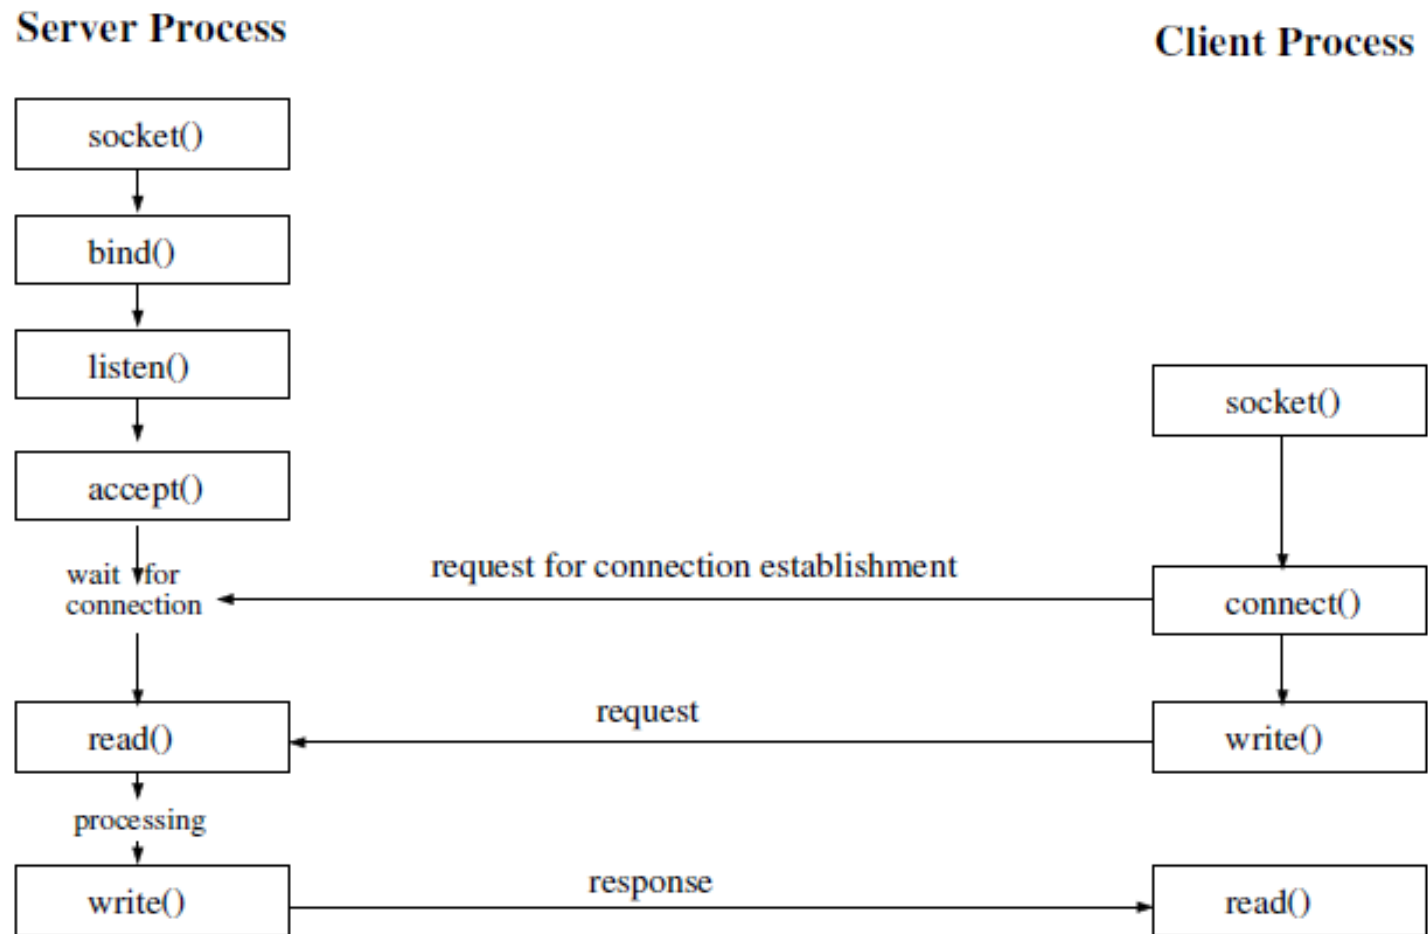 Server Process
Client Process
socket()
bind()
listen()
socket()
accept()
wait for
connection
request for connection establishment
connect()
read()
request
write()
processing
write()
response
read()